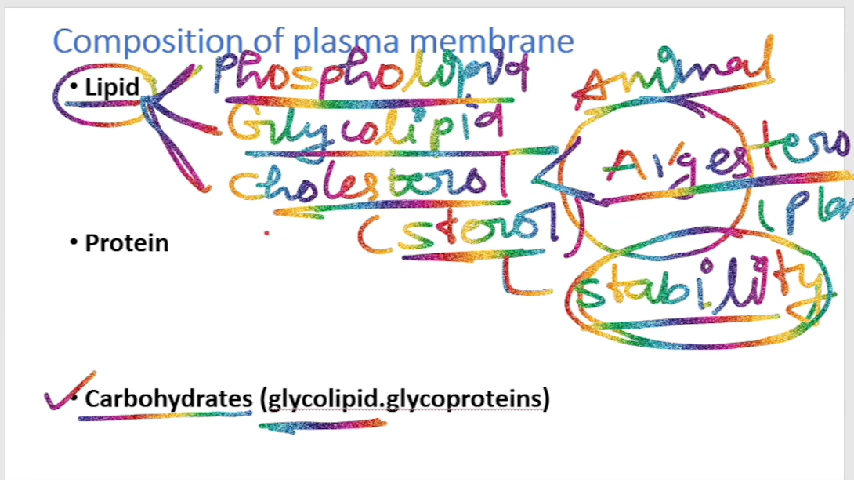 Composition of plasma membrane
• Lipid
Phospholipid
Glycolipid
Cholesterol
(sterol)
Animal
stability
• Protein
• Carbohydrates (glycolipid.glycoproteins)